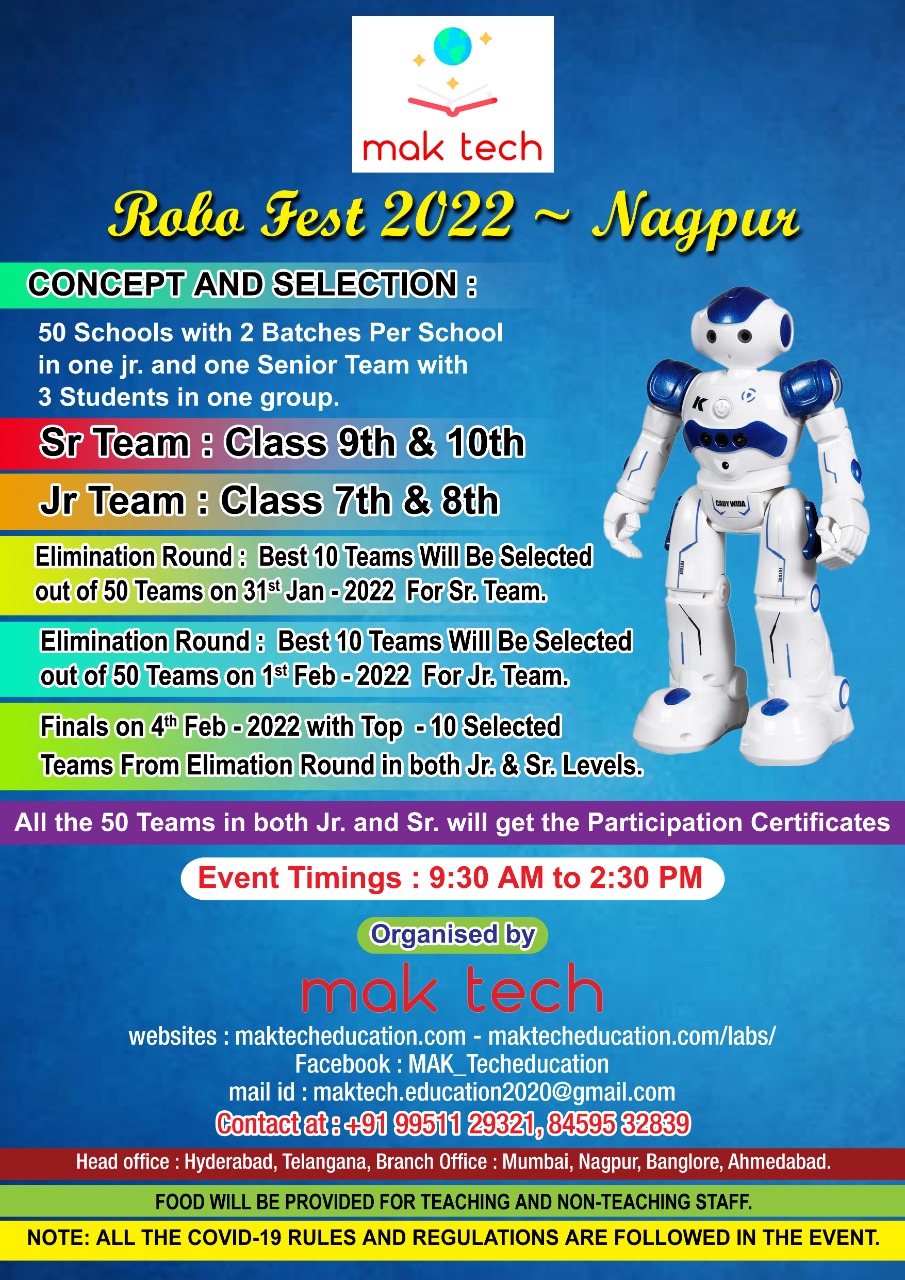 mak tech
Robo Fest 2022 ~ Nagpur
CONCEPT AND SELECTION :
50 Schools with 2 Batches Per School
in one jr. and one Senior Team with
3 Students in one group.
Sr Team : Class 9th & 10th
Jr Team : Class 7th & 8th
Elimination Round : Best 10 Teams Will Be Selected
out of 50 Teams on 31st Jan - 2022 For Sr. Team.
Elimination Round : Best 10 Teams Will Be Selected
out of 50 Teams on 1st Feb - 2022 For Jr. Team.
Finals on 4th Feb - 2022 with Top - 10 Selected
Teams From Elimation Round in both Jr. & Sr. Levels.
K
CADY WIDA
All the 50 Teams in both Jr. and Sr. will get the Participation Certificates
Event Timings : 9:30 AM to 2:30 PM
Organised by
mak tech
websites : maktecheducation.com - maktecheducation.com/labs/
Facebook : MAK_Techeducation
mail id : maktech.education2020@gmail.com
Contact at : +91 99511 29321, 84595 32839
Head office : Hyderabad, Telangana, Branch Office : Mumbai, Nagpur, Banglore, Ahmedabad.
FOOD WILL BE PROVIDED FOR TEACHING AND NON-TEACHING STAFF.
NOTE: ALL THE COVID-19 RULES AND REGULATIONS ARE FOLLOWED IN THE EVENT.